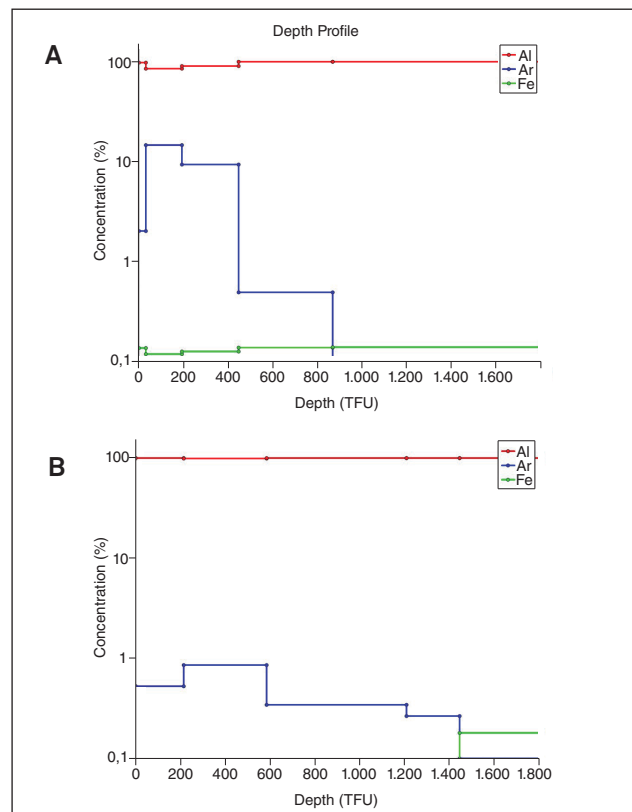 Depth Profile
A
Al
Ar
Fe
Concentration (%)
100
10
1
0,1
0 200 400 600 800 1.000 1.200 1.400 1.600
Depth (TFU)
B
Al
Ar
Fe
Concentration (%)
100
10
1
0,1
0 200 400 600 800 1.000 1.200 1.400 1.600 1.800
Depth (TFU)